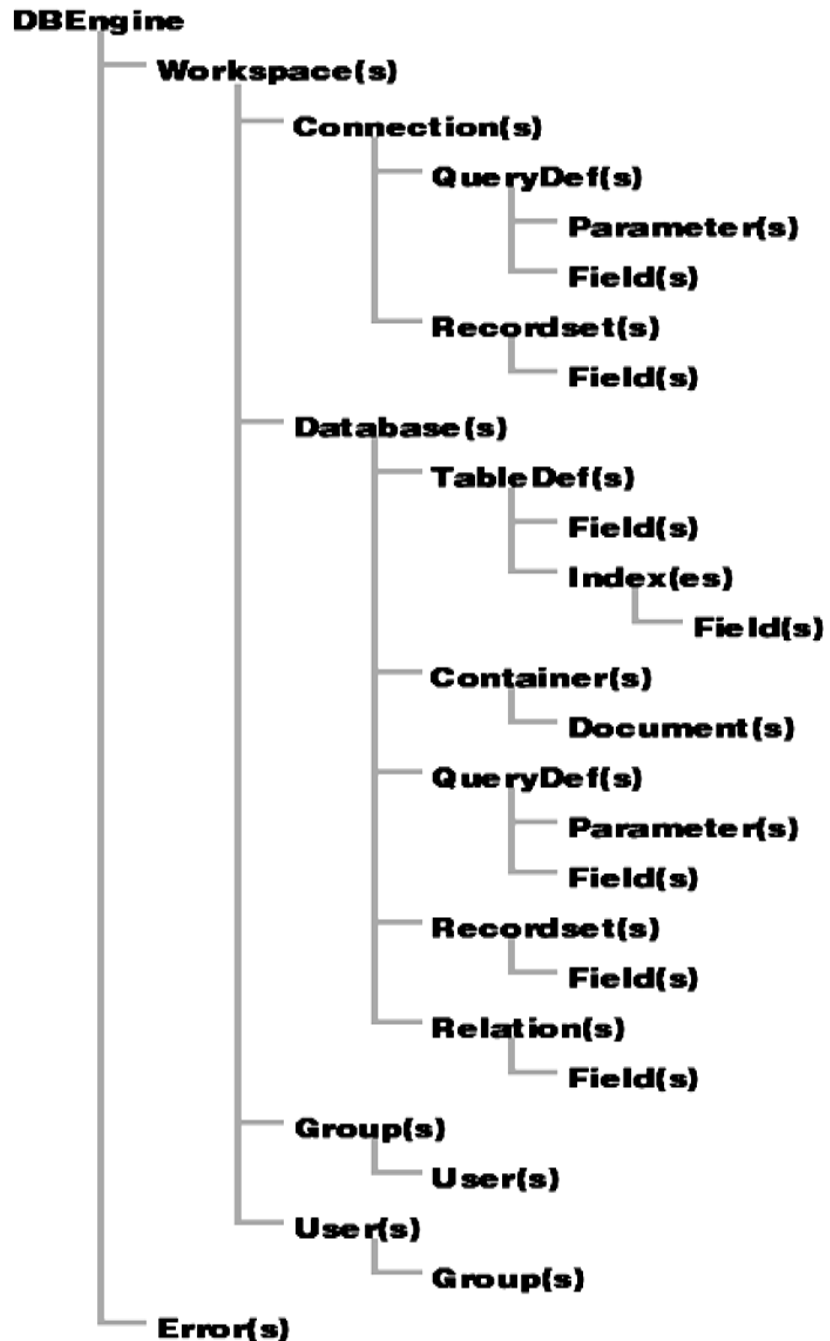 DBEngine
Workspace(s)
Connection(s)
QueryDef(s)
Parameter(s)
Field(s)
Recordset(s)
Field(s)
Database(s)
TableDef(s)
Field(s)
Index(es)
Field(s)
Container(s)
Document(s)
QueryDef(s)
Parameter(s)
Field(s)
Recordset(s)
Field(s)
Relation(s)
Field(s)
Group(s)
User(s)
User(s)
Group(s)
Error(s)